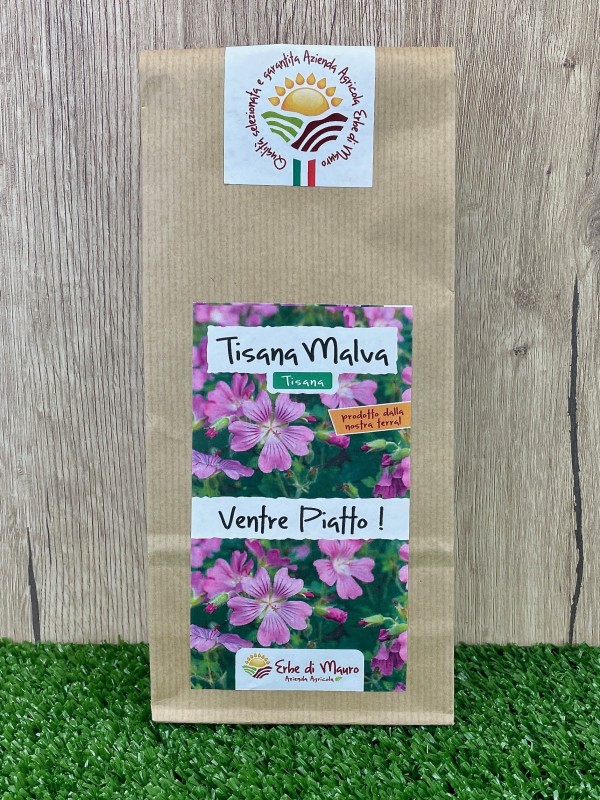 Qualità selezionata e garantita Azienda Agricola Erbe di Mauro
Tisana Malva
Tisana
prodotto dalla
nostra terra!
Ventre Piatto !
Erbe di Mauro
Azienda Agricola